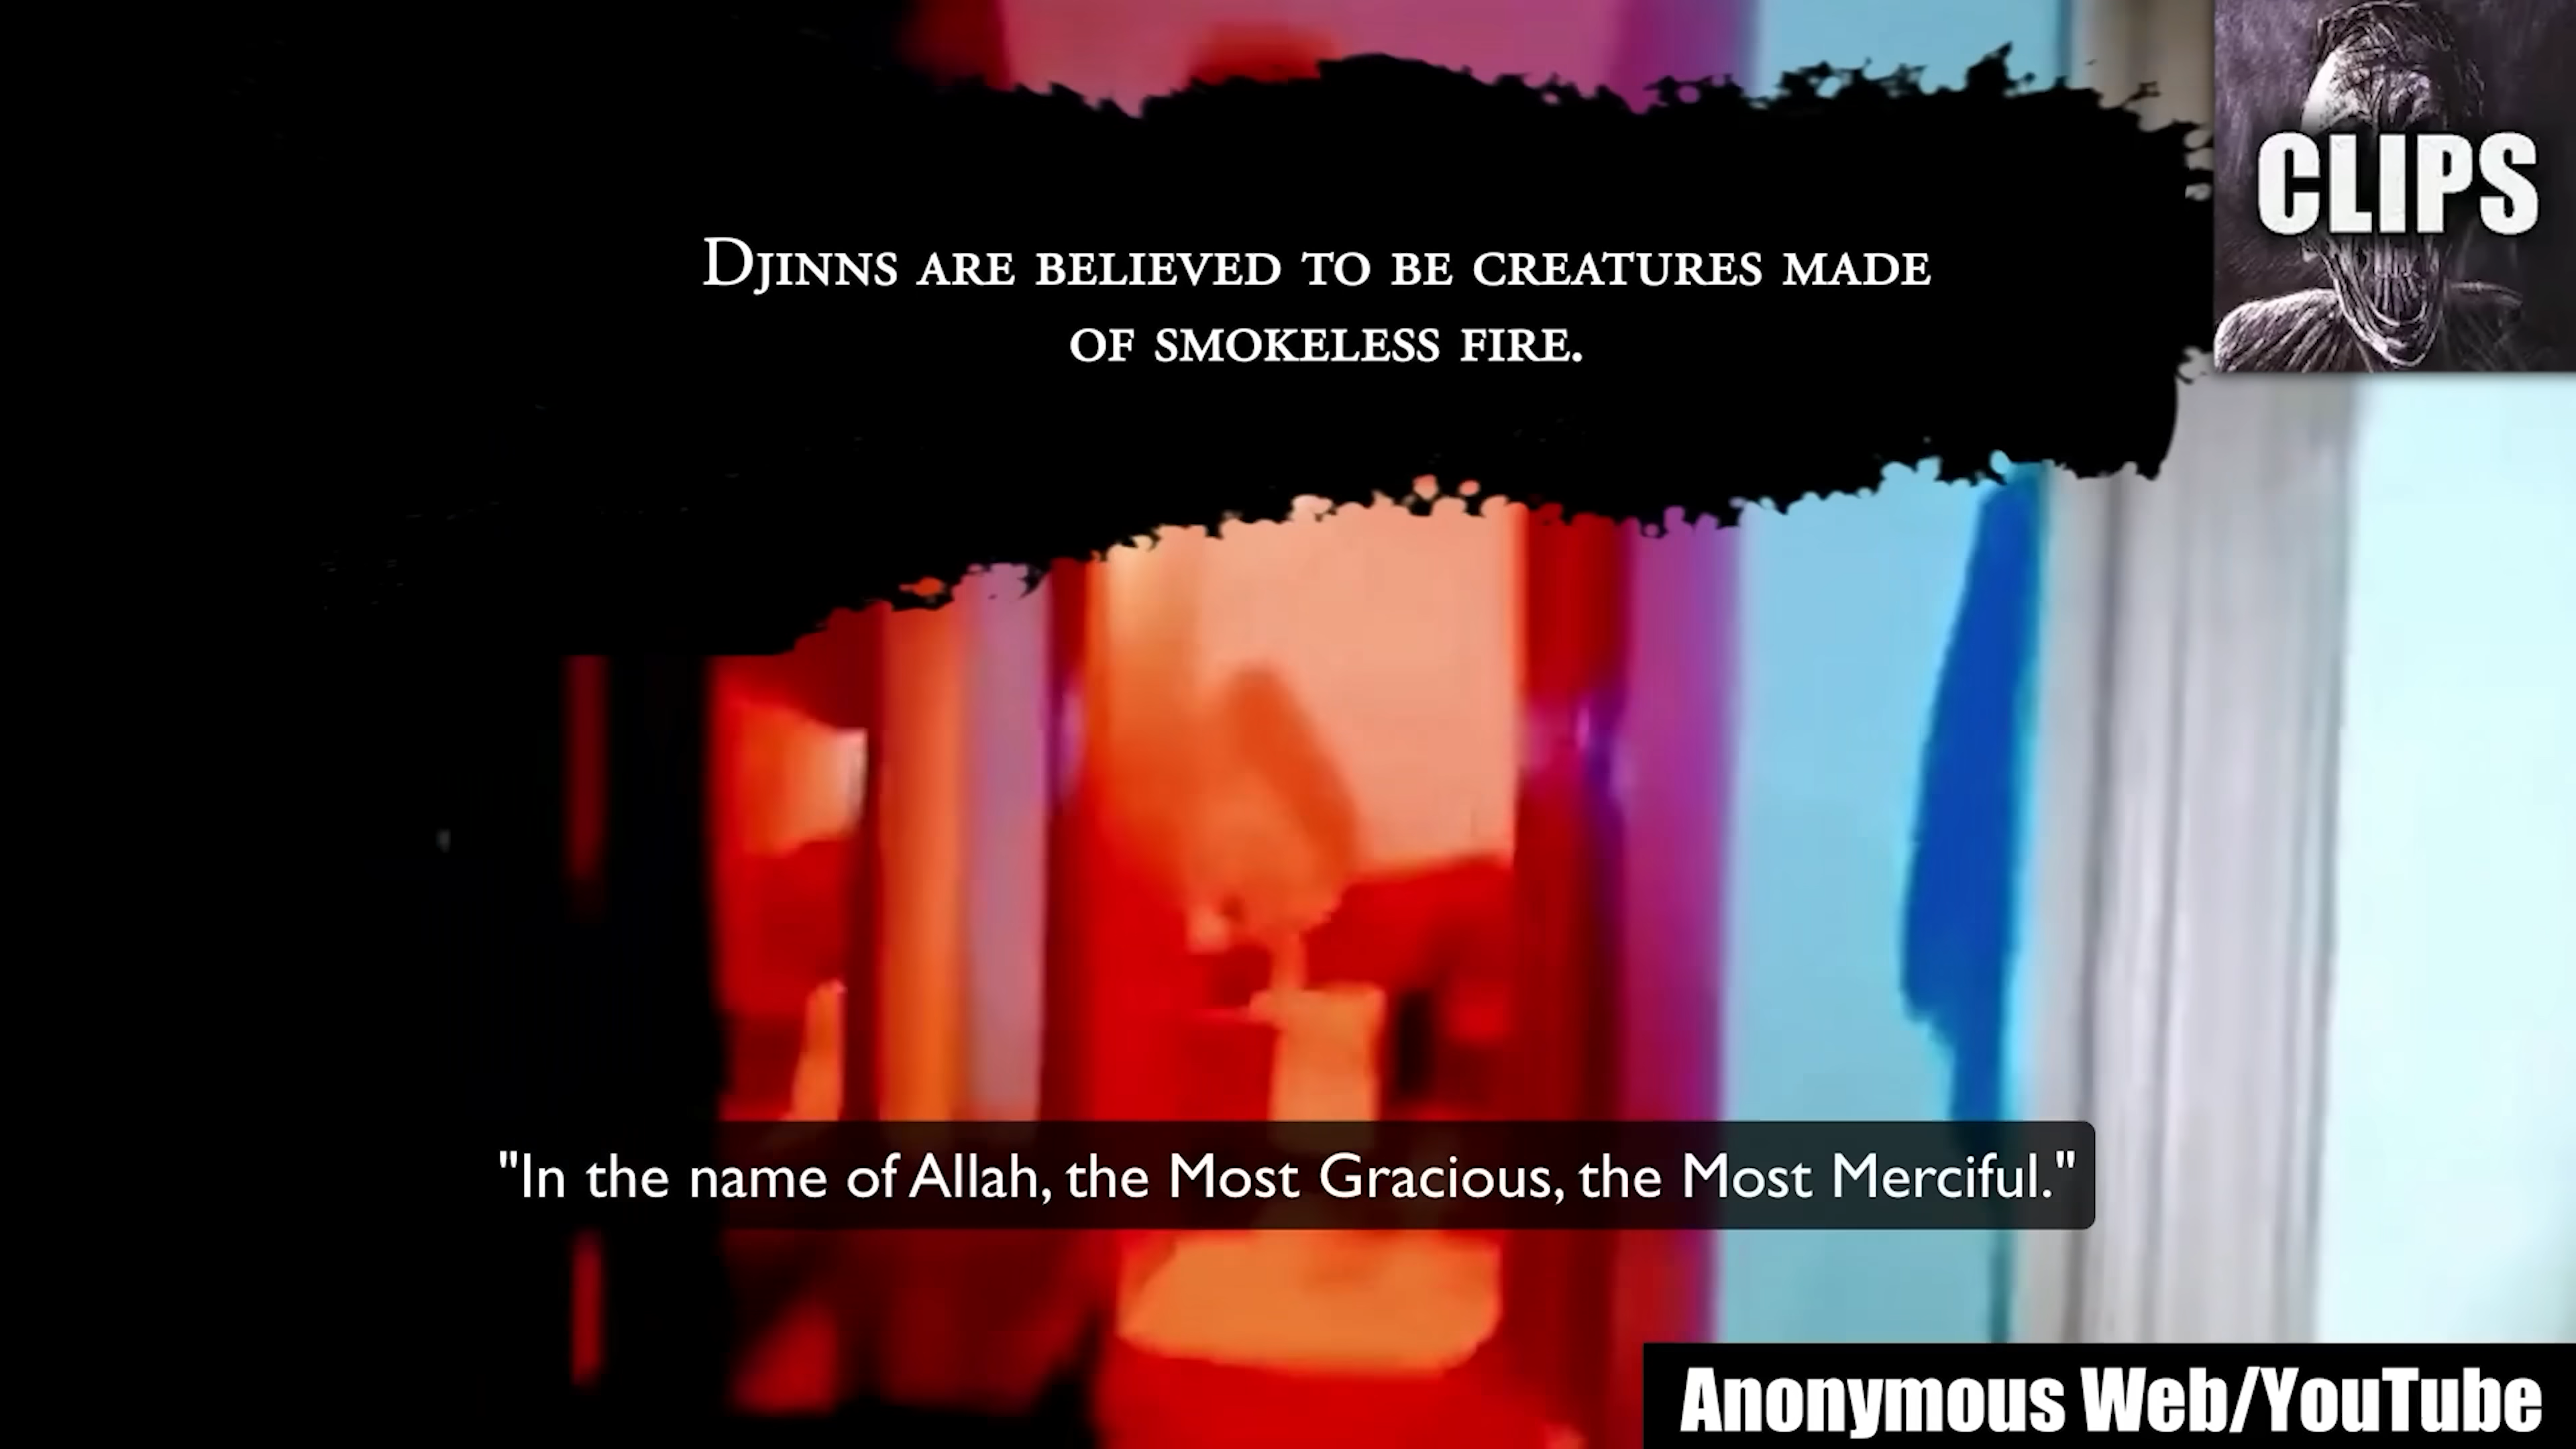 CLIPS
Djinns are believed to be creatures made
of smokeless fire.
"In the name of Allah, the Most Gracious, the Most Merciful."
Anonymous Web/YouTube